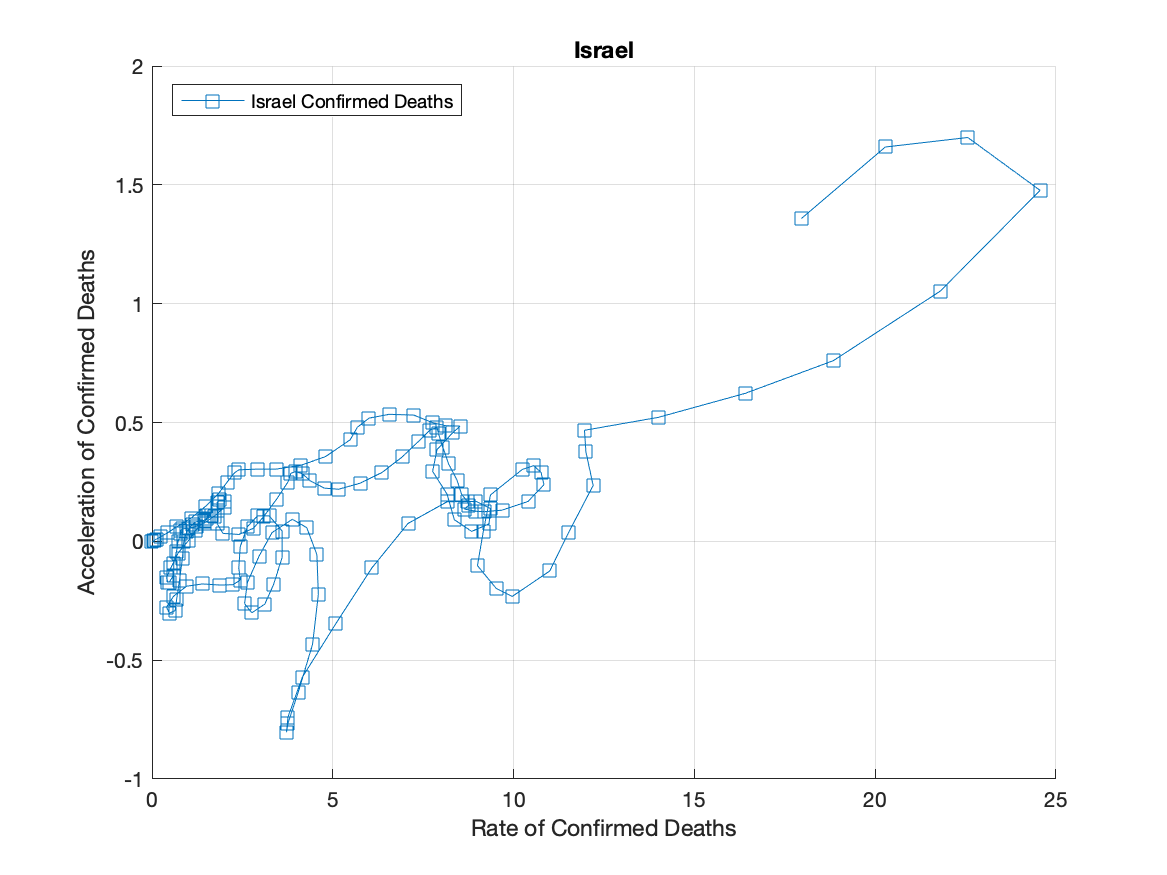 Israel
Israel Confirmed Deaths
Acceleration of Confirmed Deaths
2
1.5
1
0.5
0
-0.5
-1
0 5 10 15 20 25
Rate of Confirmed Deaths